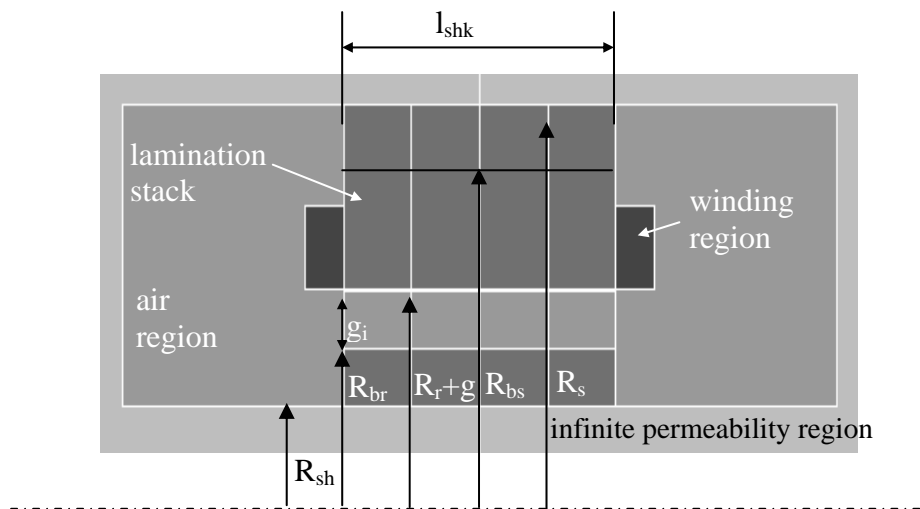 l_shk
lamination
stack
winding
region
air
region
g_i
R_br
R_r+g
R_bs
R_s
infinite permeability region
R_sh